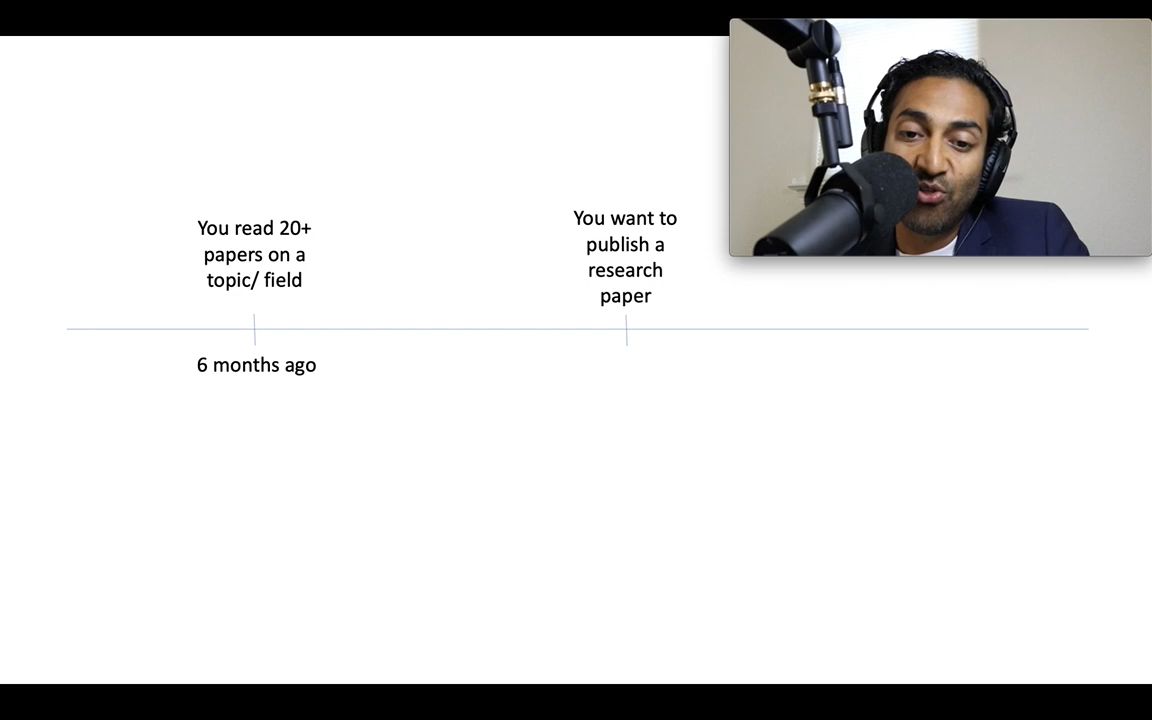 You read 20+
papers on a
topic/ field
You want to
publish a
research
paper
6 months ago